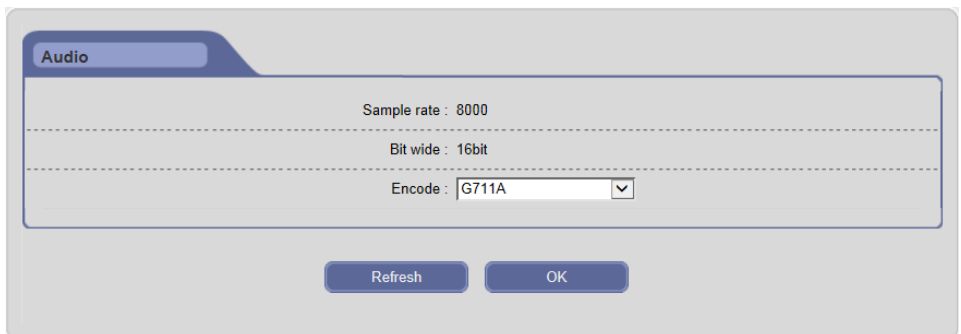 Audio
Sample rate : 8000
Bit wide : 16bit
Encode : G711A
Refresh OK